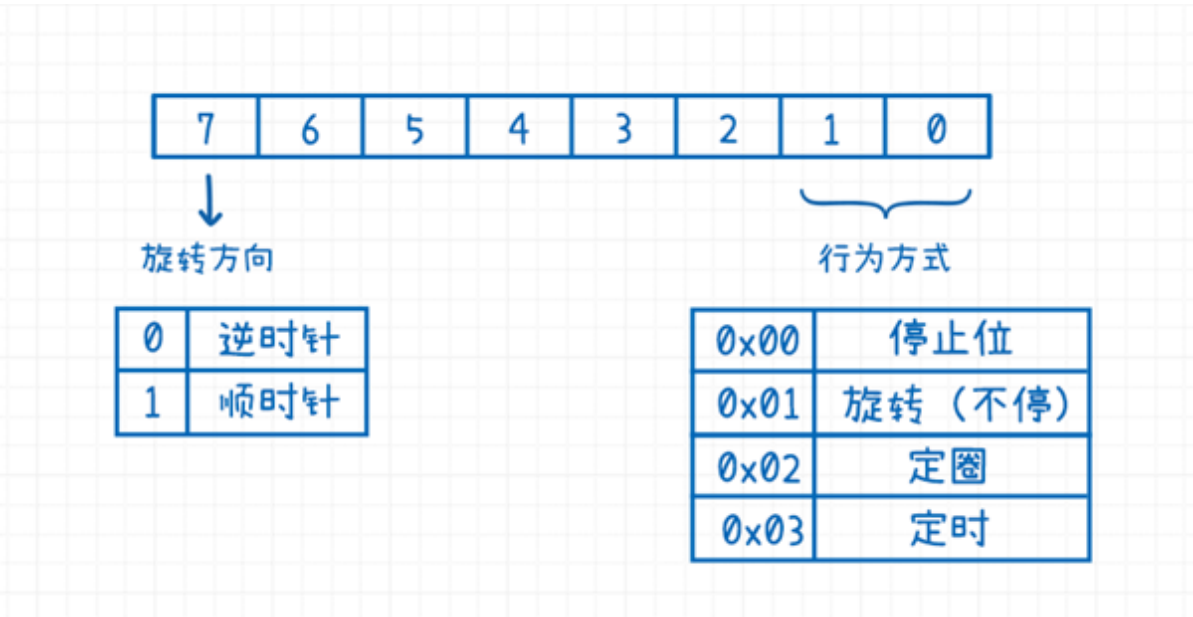 7 6 5 4 3 2 1 0
旋转方向
行为方式
0 逆时针
1 顺时针
0x00 停止位
0x01 旋转（不停）
0x02 定圈
0x03 定时